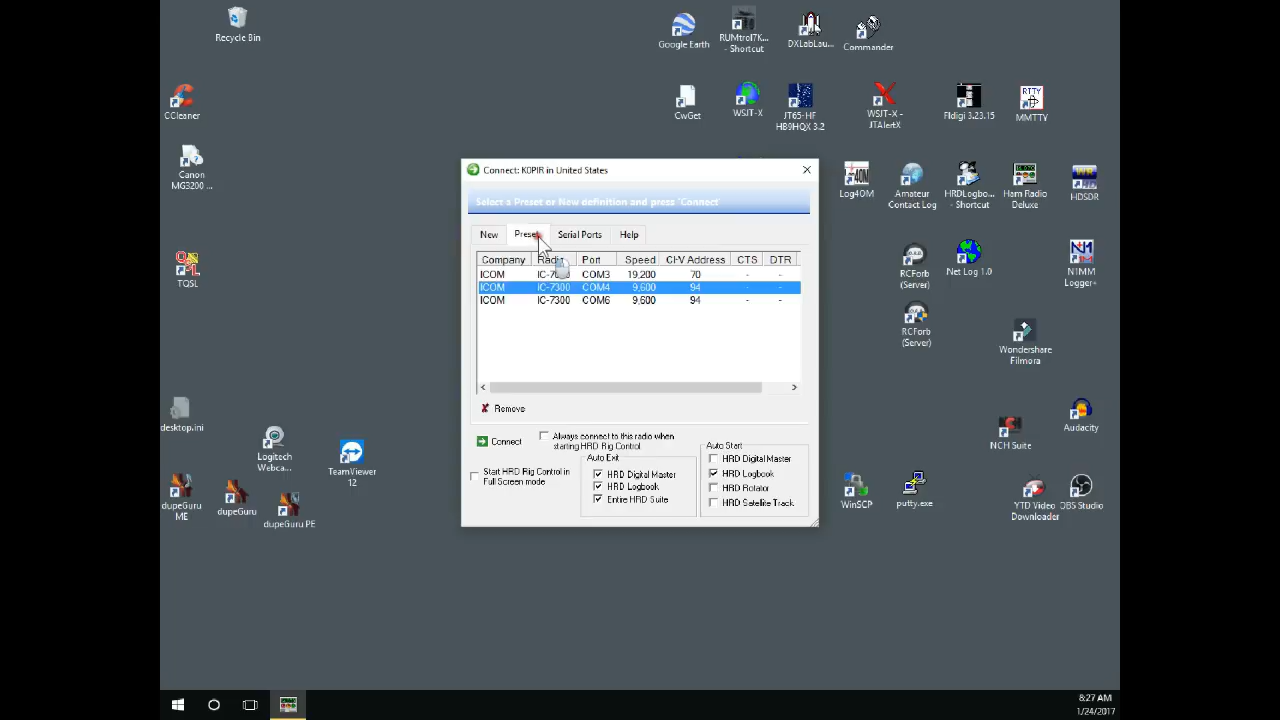 Recycle Bin
Google Earth
RUMtrol7K...
- Shortcut
DXLabLau...
Commander
CCleaner
CwGet
WSJT-X
JT65-HF
HB9HQX 3.2
WSJT-X -
JTAlertX
Fldigi 3.23.15
RTTY
MMTTY
Canon
MG3200 ...
Log4OM
Amateur
Contact Log
HRDLogbo...
- Shortcut
Ham Radio
Deluxe
HDSDR
TQSL
RCForb
(Server)
Net Log 1.0
N1MM
Logger+
RCForb
(Server)
Wondershare
Filmora
Connect: K0PIR in United States
Select a Preset or New definition and press 'Connect'
New
Serial Ports
Help
Company
Port
Speed
CI-V Address
CTS
DTR
ICOM
COM3
19,200
70
-
-
ICOM
IC-7300
COM4
9,600
94
-
-
ICOM
IC-7300
COM6
9,600
94
-
-
Remove
Connect
Always connect to this radio when
starting HRD Rig Control
Start HRD Rig Control in
Full Screen mode
Auto Exit
HRD Digital Master
HRD Logbook
Entire HRD Suite
Auto Start
HRD Digital Master
HRD Logbook
HRD Rotator
HRD Satellite Track
desktop.ini
Logitech
Webca...
TeamViewer
12
NCH Suite
Audacity
dupeGuru
ME
dupeGuru
dupeGuru PE
WinSCP
putty.exe
YTD Video
Downloader
OBS Studio
8:27 AM
1/24/2017